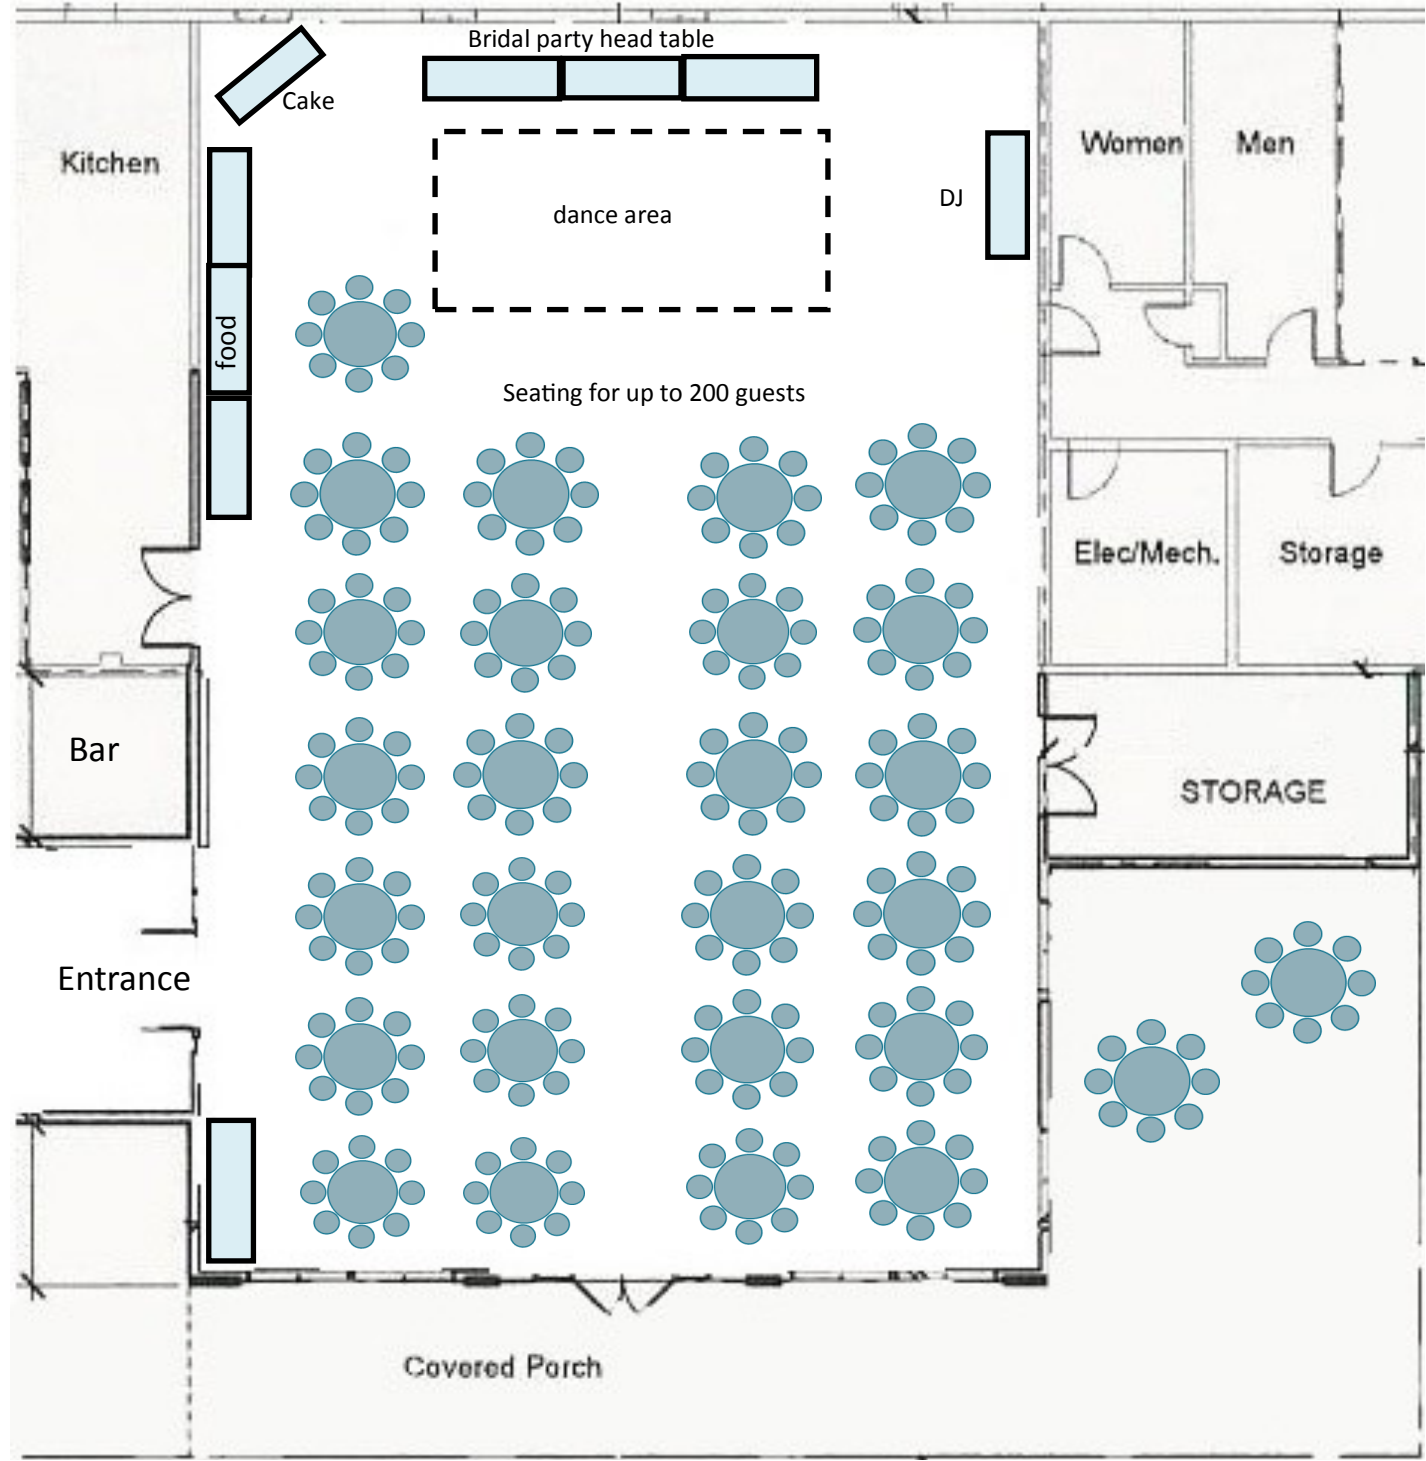 Bridal party head table
Cake
Kitchen
Women
Men
DJ
dance area
food
Seating for up to 200 guests
Elec/Mech.
Storage
Bar
STORAGE
Entrance
Covered Porch